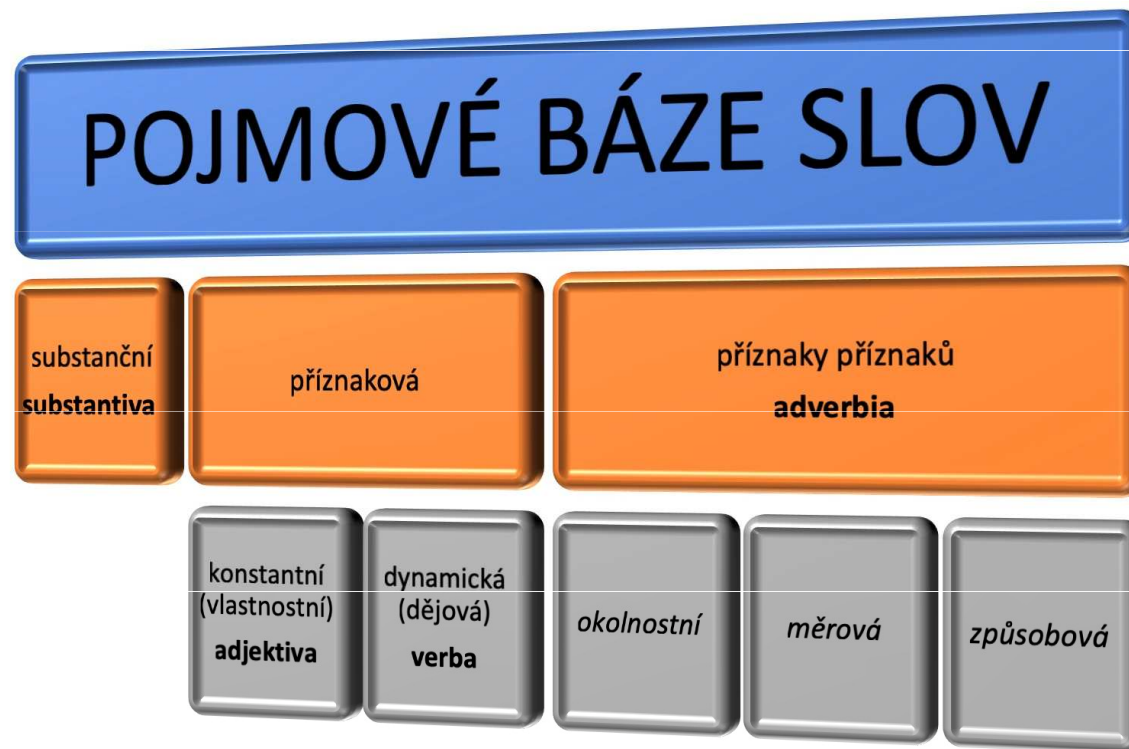 POJMOVÉ BÁZE SLOV
substanční
substantiva
příznaková
příznaky příznaků
adverbia
konstantní
(vlastnostní)
adjektiva
dynamická
(dějová)
verba
okolnostní
měrová
způsobová